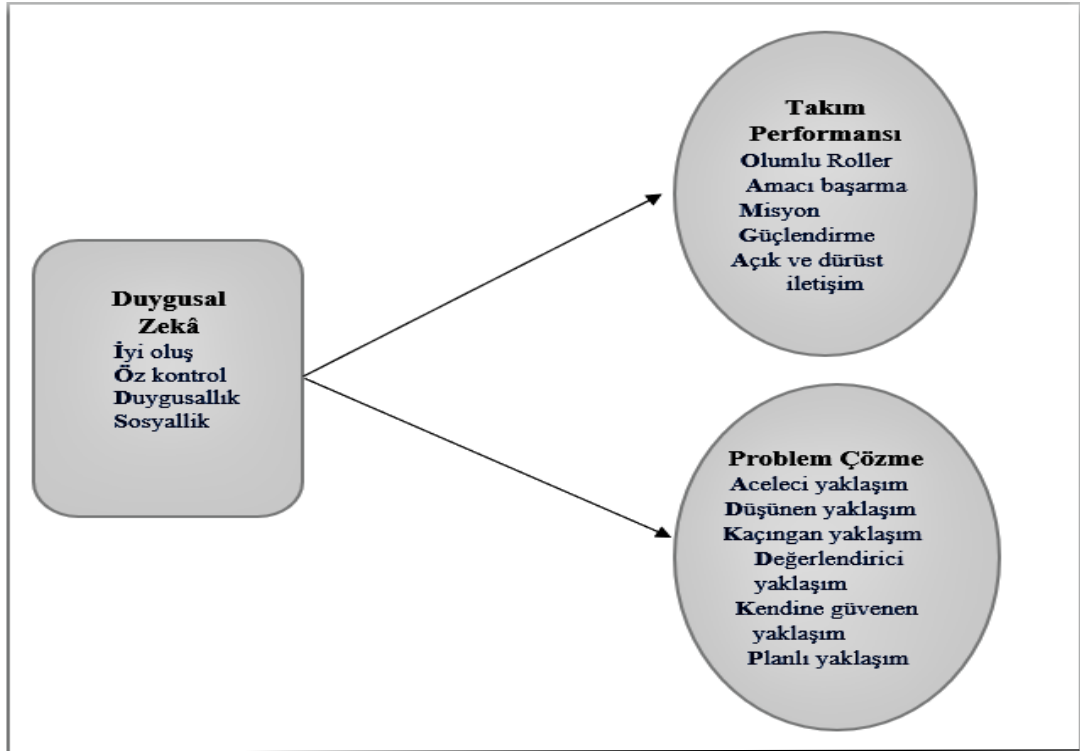 Duygusal
Zekâ
İyi oluş
Öz kontrol
Duygusallık
Sosyallik
Takım
Performansı
Olumlu Roller
Amacı başarma
Misyon
Güçlendirme
Açık ve dürüst
iletişim
Problem Çözme
Aceleci yaklaşım
Düşünen yaklaşım
Kaçıngan yaklaşım
Değerlendirici
yaklaşım
Kendine güvenen
yaklaşım
Planlı yaklaşım